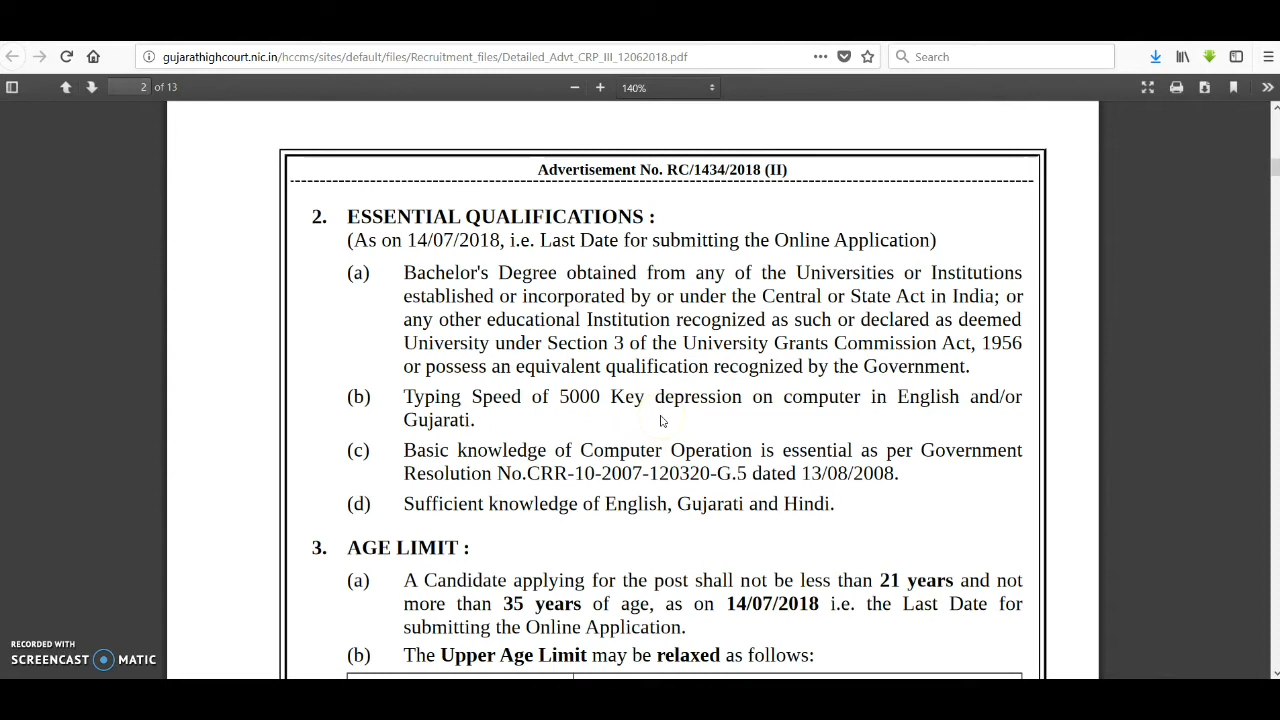 gujarathighcourt.nic.in/hccms/sites/default/files/Recruitment_files/Detailed_Advt_CRP_III_12062018.pdf
Search
2 of 13
140%
Advertisement No. RC/1434/2018 (II)
2. ESSENTIAL QUALIFICATIONS :
(As on 14/07/2018, i.e. Last Date for submitting the Online Application)
(a) Bachelor's Degree obtained from any of the Universities or Institutions
established or incorporated by or under the Central or State Act in India; or
any other educational Institution recognized as such or declared as deemed
University under Section 3 of the University Grants Commission Act, 1956
or possess an equivalent qualification recognized by the Government.
(b) Typing Speed of 5000 Key depression on computer in English and/or
Gujarati.
(c) Basic knowledge of Computer Operation is essential as per Government
Resolution No.CRR-10-2007-120320-G.5 dated 13/08/2008.
(d) Sufficient knowledge of English, Gujarati and Hindi.
3. AGE LIMIT :
(a) A Candidate applying for the post shall not be less than 21 years and not
more than 35 years of age, as on 14/07/2018 i.e. the Last Date for
submitting the Online Application.
(b) The Upper Age Limit may be relaxed as follows:
RECORDED WITH
SCREENCAST MATIC